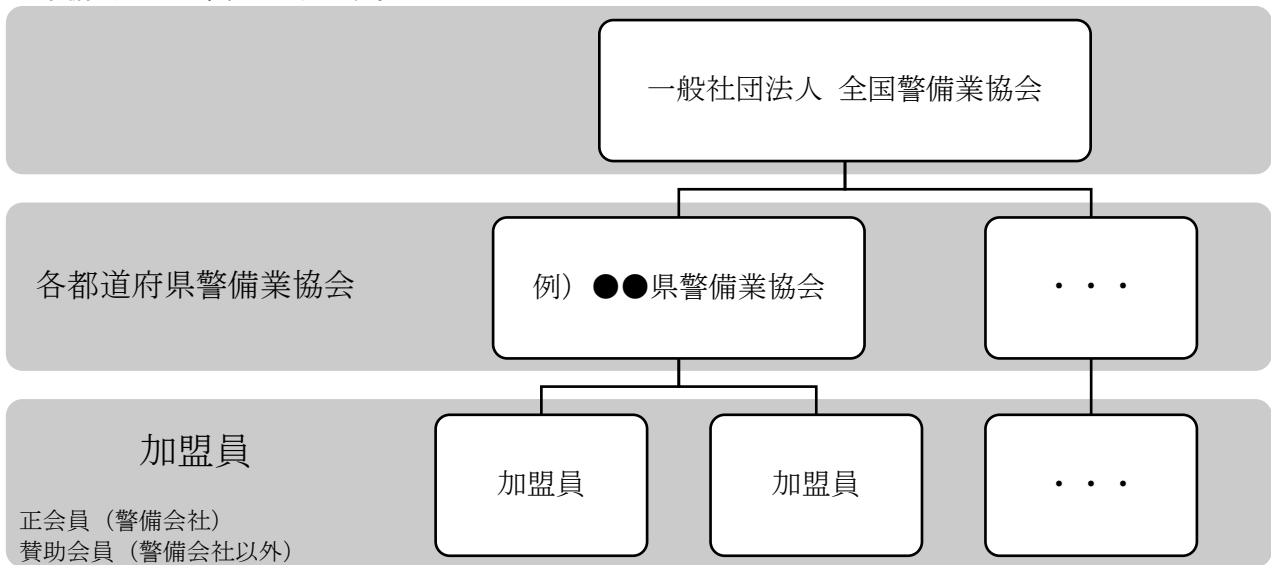 一般社団法人 全国警備業協会
各都道府県警備業協会
例）●●県警備業協会
・・・
加盟員
正会員（警備会社）
賛助会員（警備会社以外）
加盟員
加盟員
・・・